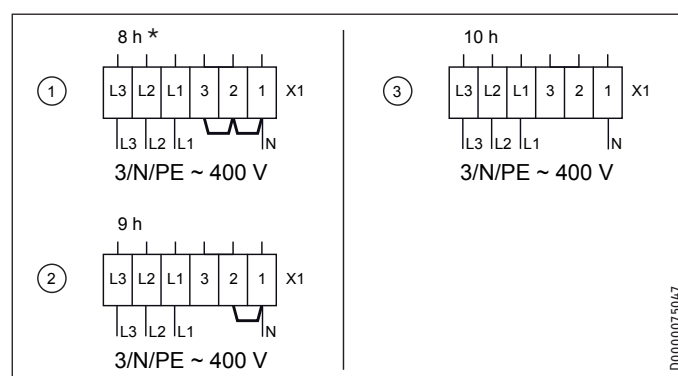 8 h *
1
L3 L2 L1 3 2 1 X1
L3 L2 L1 N
3/N/PE ~ 400 V
9 h
2
L3 L2 L1 3 2 1 X1
L3 L2 L1 N
3/N/PE ~ 400 V
10 h
3
L3 L2 L1 3 2 1 X1
L3 L2 L1 N
3/N/PE ~ 400 V
D0000075047